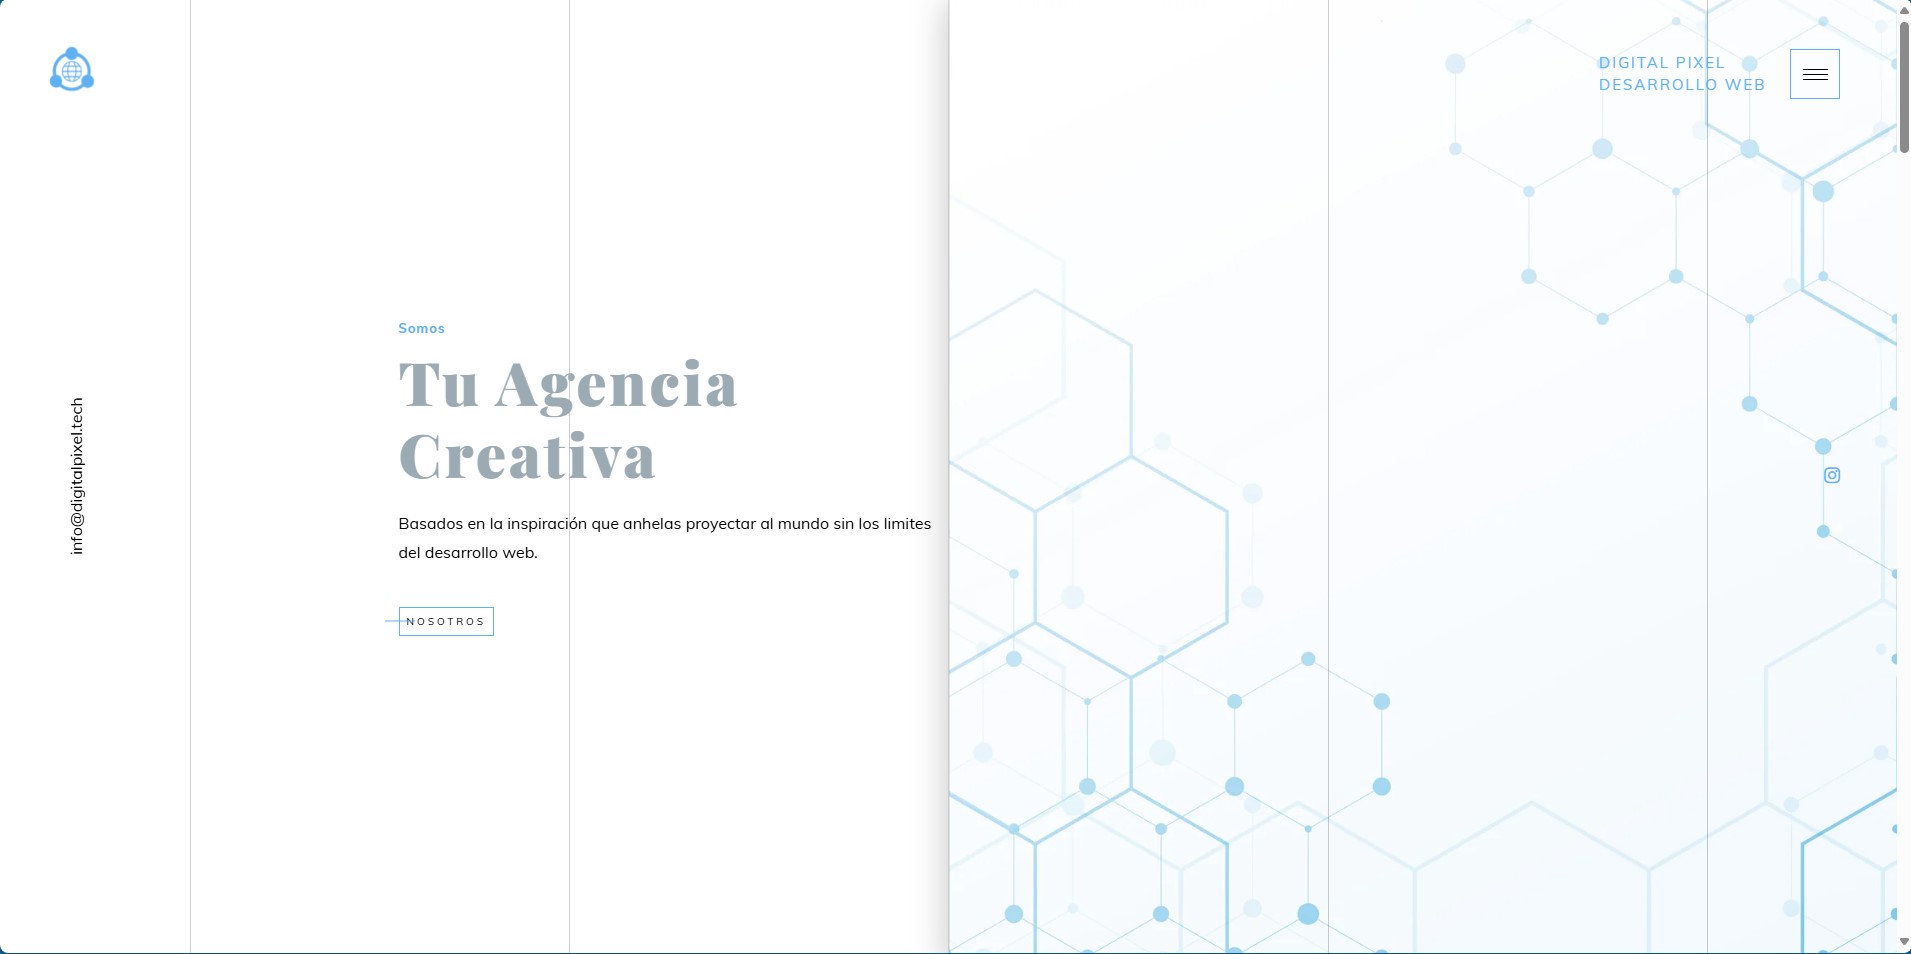 DIGITAL PIXEL
DESARROLLO WEB
Somos
Tu Agencia
Creativa
Basados en la inspiración que anhelas proyectar al mundo sin los limites
del desarrollo web.
NOSOTROS
info@digitalpixel.tech